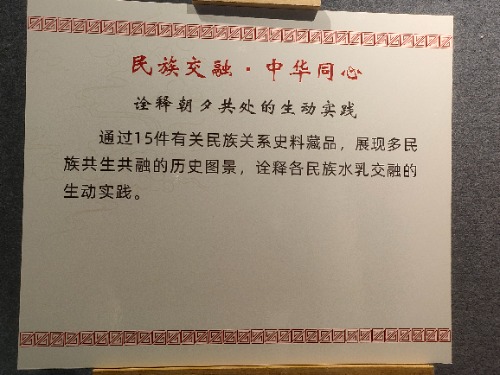 民族交融·中华同心
诠释朝夕共处的生动实践
通过15件有关民族关系史料藏品，展现多民
族共生共融的历史图景，诠释各民族水乳交融的
生动实践。